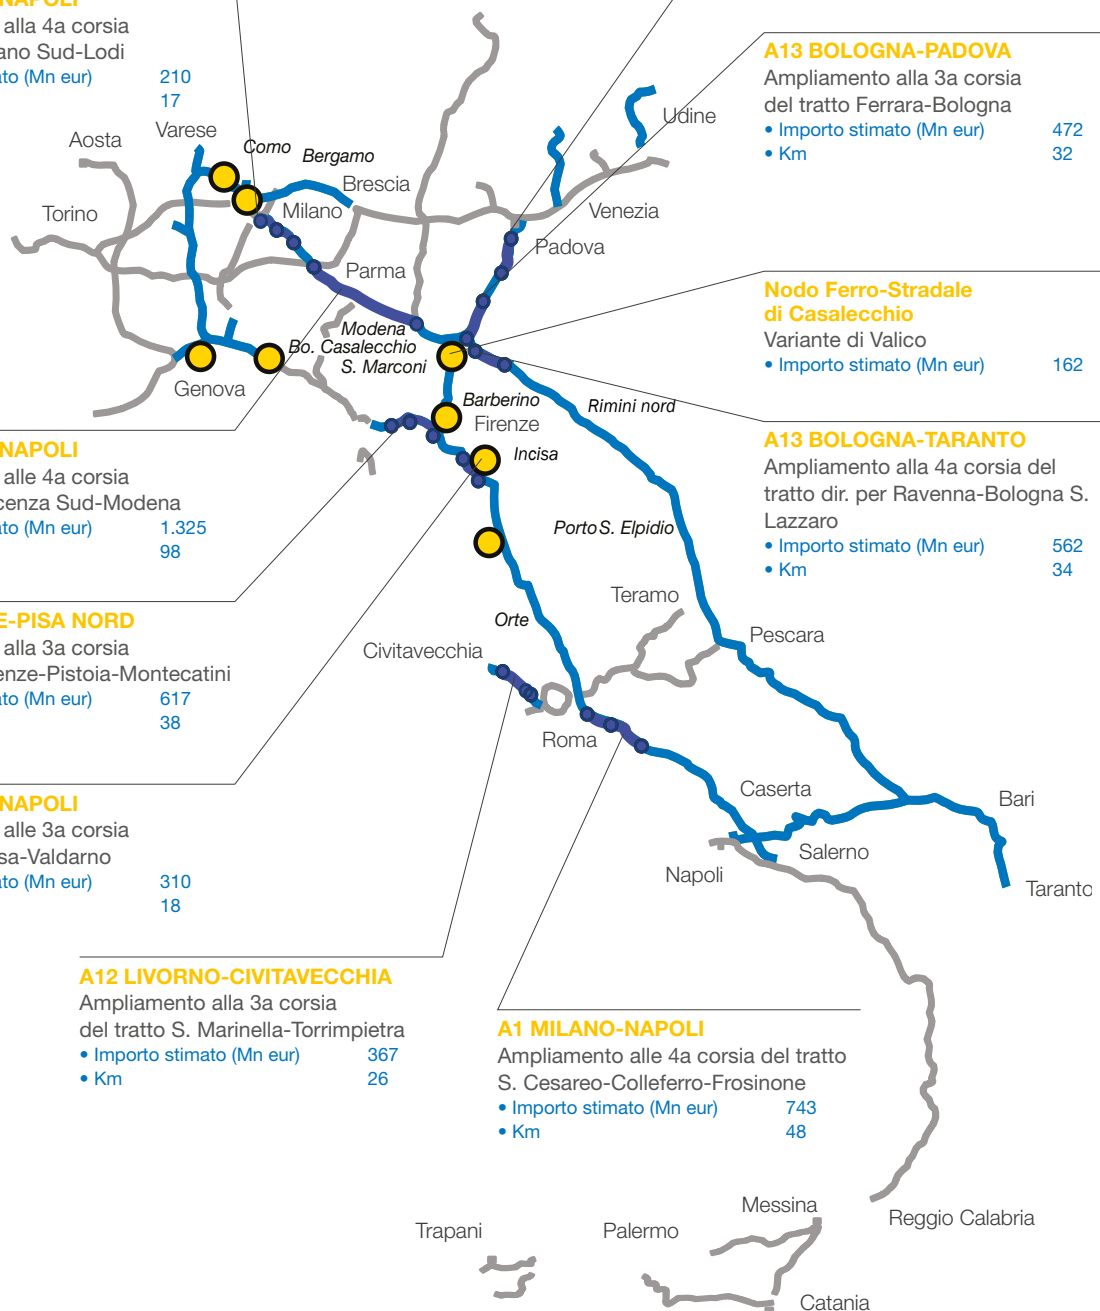 NAPOLI
alla 4a corsia
ano Sud-Lodi
ato (Mn eur) 210
17
A13 BOLOGNA-PADOVA
Ampliamento alla 3a corsia
del tratto Ferrara-Bologna
• Importo stimato (Mn eur) 472
• Km 32
Udine
Varese
Aosta
Como
Bergamo
Brescia
Torino
Milano
Venezia
Padova
Parma
Modena
Bo. Casalecchio
S. Marconi
Genova
Nodo Ferro-Stradale
di Casalecchio
Variante di Valico
• Importo stimato (Mn eur) 162
Barberino
Firenze
Rimini nord
Incisa
NAPOLI
alle 4a corsia
cenza Sud-Modena
ato (Mn eur) 1.325
98
A13 BOLOGNA-TARANTO
Ampliamento alla 4a corsia del
tratto dir. per Ravenna-Bologna S.
Lazzaro
• Importo stimato (Mn eur) 562
• Km 34
Porto S. Elpidio
Teramo
Orte
Civitavecchia
Pescara
E-PISA NORD
alla 3a corsia
enze-Pistoia-Montecatini
ato (Mn eur) 617
38
Roma
Caserta
Bari
Salerno
Napoli
Taranto
NAPOLI
alle 3a corsia
sa-Valdarno
ato (Mn eur) 310
18
A12 LIVORNO-CIVITAVECCHIA
Ampliamento alla 3a corsia
del tratto S. Marinella-Torrimpietra
• Importo stimato (Mn eur) 367
• Km 26
A1 MILANO-NAPOLI
Ampliamento alle 4a corsia del tratto
S. Cesareo-Colleferro-Frosinone
• Importo stimato (Mn eur) 743
• Km 48
Messina
Reggio Calabria
Trapani
Palermo
Catania